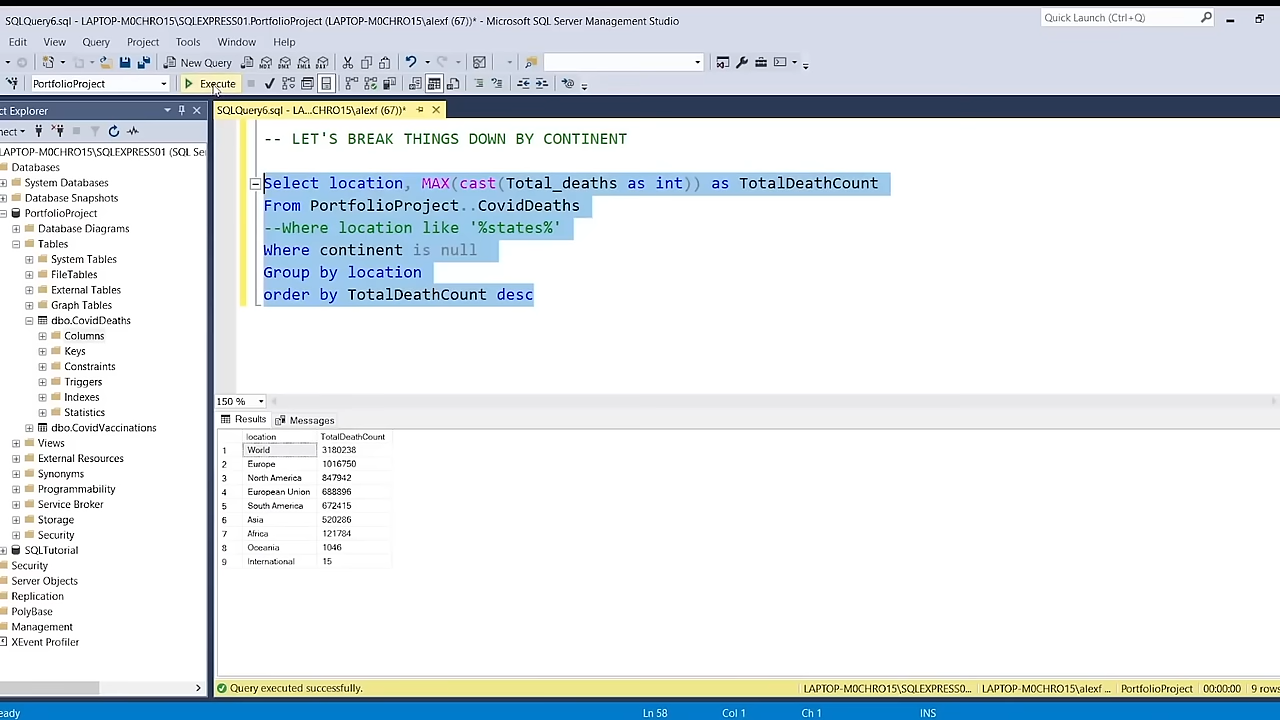 SQLQuery6.sql - LAPTOP-M0CHRO15\SQLEXPRESS01.PortfolioProject (LAPTOP-M0CHRO15\alexf (67))* - Microsoft SQL Server Management Studio
Quick Launch (Ctrl+Q)
Edit View Query Project Tools Window Help
New Query
PortfolioProject Execute
ct Explorer
SQLQuery6.sql - LA...CHRO15\alexf (67))*
nect
LAPTOP-M0CHRO15\SQLEXPRESS01 (SQL Se
Databases
System Databases
Database Snapshots
PortfolioProject
Database Diagrams
Tables
System Tables
FileTables
External Tables
Graph Tables
dbo.CovidDeaths
Columns
Keys
Constraints
Triggers
Indexes
Statistics
dbo.CovidVaccinations
Views
External Resources
Synonyms
Programmability
Service Broker
Storage
Security
SQLTutorial
Security
Server Objects
Replication
PolyBase
Management
XEvent Profiler
-- LET'S BREAK THINGS DOWN BY CONTINENT
Select location, MAX(cast(Total_deaths as int)) as TotalDeathCount
From PortfolioProject..CovidDeaths
--Where location like '%states%'
Where continent is null
Group by location
order by TotalDeathCount desc
150 %
Results Messages
location TotalDeathCount
1 World 3180238
2 Europe 1016750
3 North America 847942
4 European Union 688896
5 South America 672415
6 Asia 520286
7 Africa 121784
8 Oceania 1046
9 International 15
Query executed successfully. LAPTOP-M0CHRO15\SQLEXPRESS0... LAPTOP-M0CHRO15\alexf ... PortfolioProject 00:00:00 9 rows
eady Ln 58 Col 1 Ch 1 INS